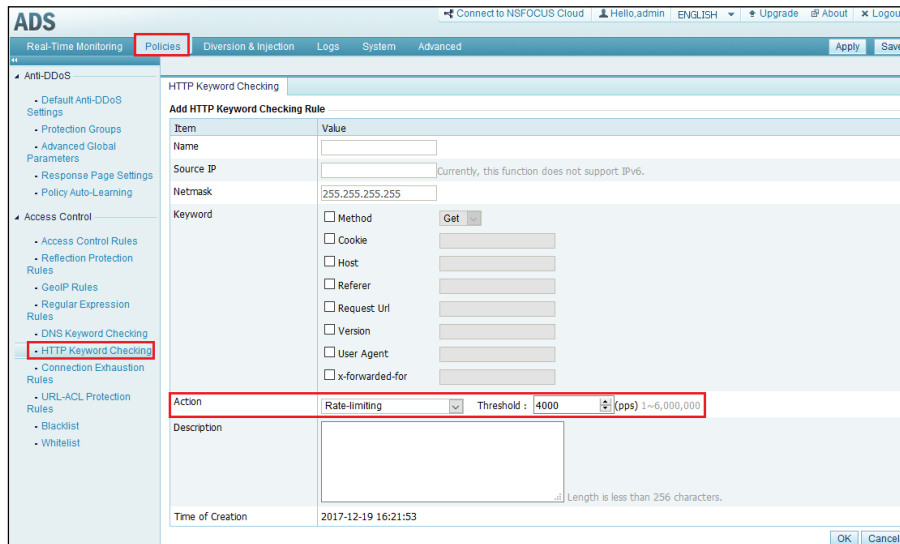 ADS
Connect to NSFOCUS Cloud Hello,admin ENGLISH Upgrade About Logou
Real-Time Monitoring Policies Diversion & Injection Logs System Advanced Apply Save
Anti-DDoS
Default Anti-DDoS
Settings
Protection Groups
Advanced Global
Parameters
Response Page Settings
Policy Auto-Learning
Access Control
Access Control Rules
Reflection Protection
Rules
GeoIP Rules
Regular Expression
Rules
DNS Keyword Checking
HTTP Keyword Checking
Connection Exhaustion
Rules
URL-ACL Protection
Rules
Blacklist
Whitelist
HTTP Keyword Checking
Add HTTP Keyword Checking Rule
Item Value
Name
Source IP Currently, this function does not support IPv6.
Netmask 255.255.255.255
Keyword Method Get
Cookie
Host
Referer
Request Url
Version
User Agent
x-forwarded-for
Action Rate-limiting Threshold : 4000 (pps) 1~6,000,000
Description Length is less than 256 characters.
Time of Creation 2017-12-19 16:21:53
OK Cancel